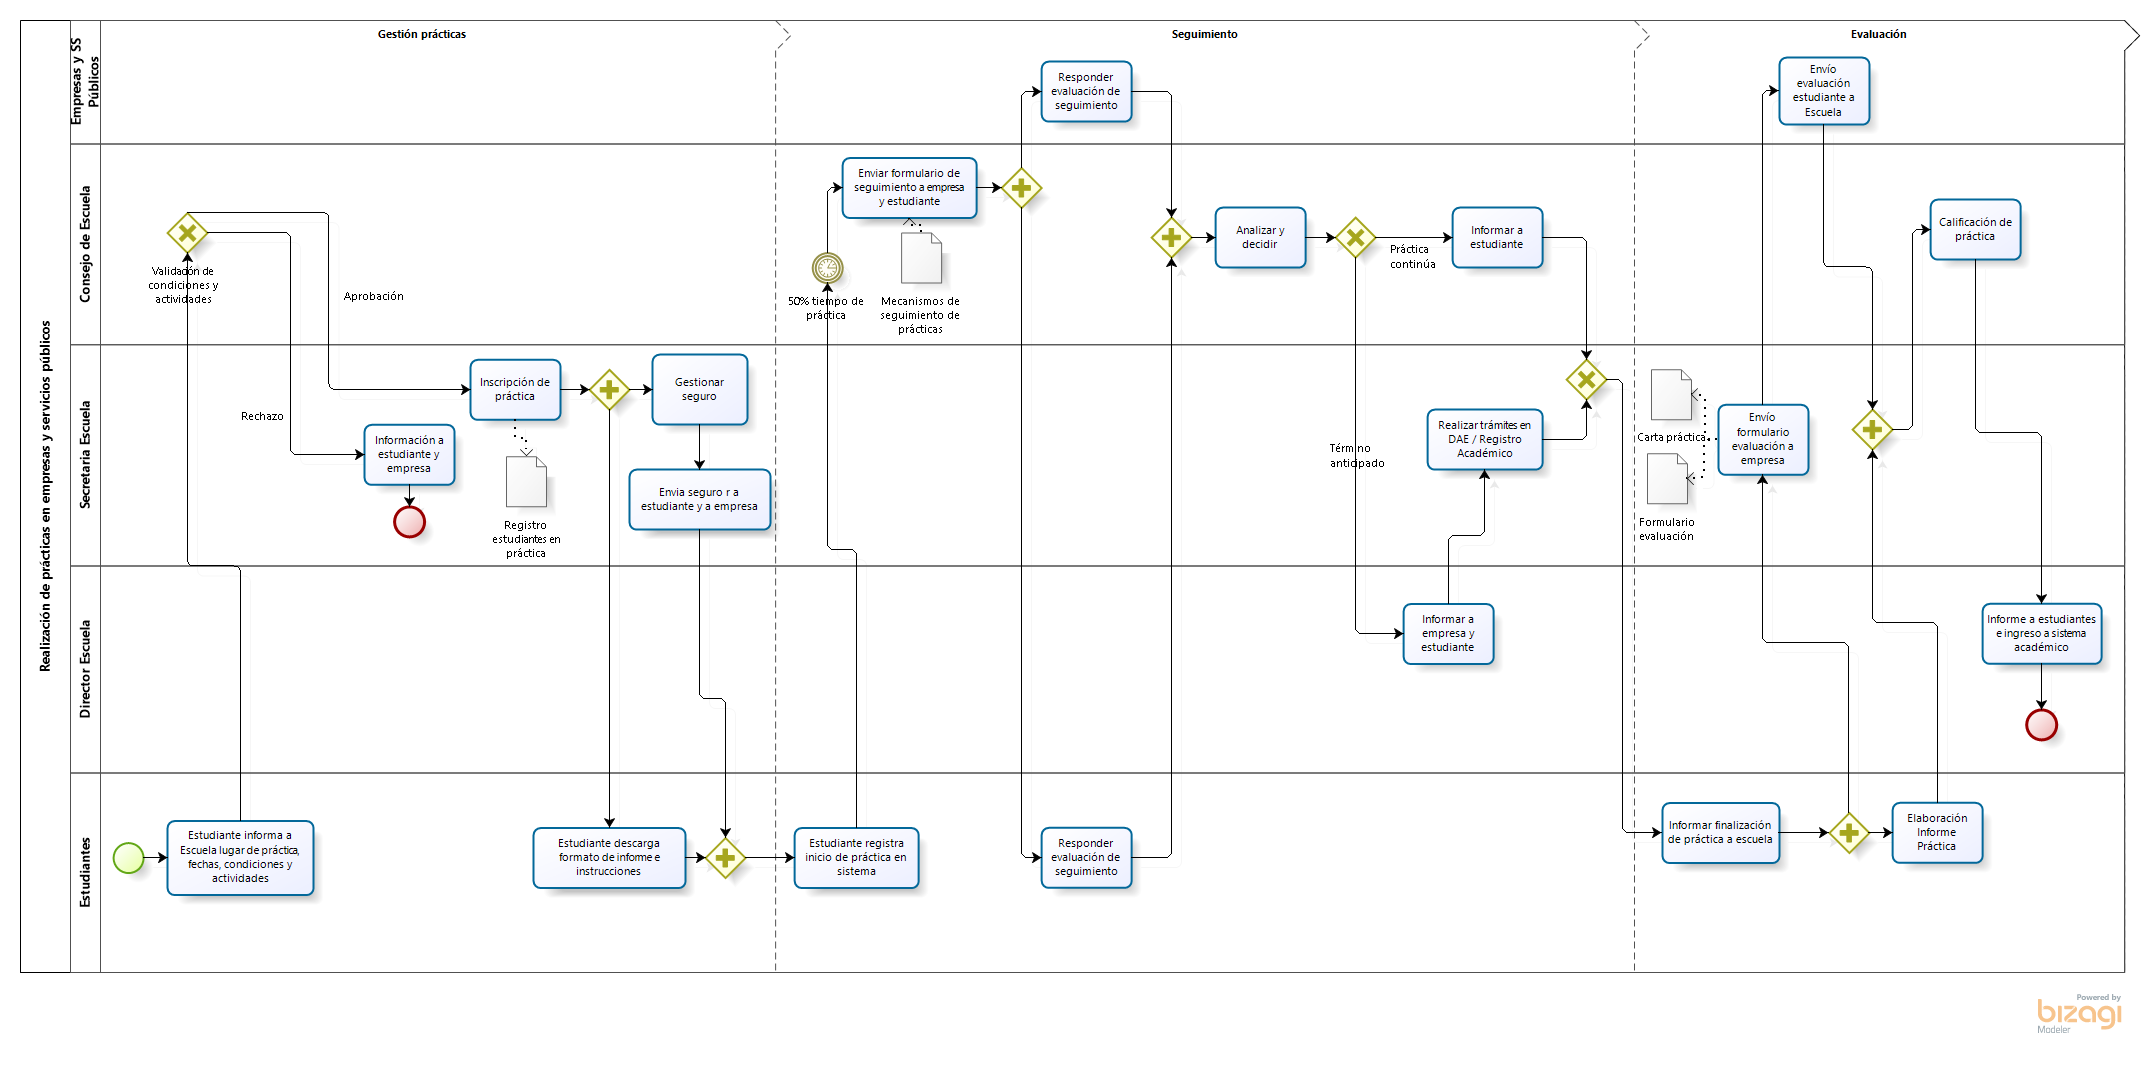 Gestión prácticas
Seguimiento
Evaluación
Realización de prácticas en empresas y servicios públicos
Empresas y SS
Públicos
Responder
evaluación de
seguimiento
Envío
evaluación
estudiante a
Escuela
Consejo de Escuela
Validación de
condiciones y
actividades
Aprobación
Rechazo
50% tiempo de
práctica
Enviar formulario de
seguimiento a empresa
y estudiante
Mecanismos de
seguimiento de
prácticas
Analizar y
decidir
Práctica
continúa
Informar a
estudiante
Calificación de
práctica
Secretaria Escuela
Información a
estudiante y
empresa
Inscripción de
práctica
Registro
estudiantes en
práctica
Gestionar
seguro
Envia seguro r a
estudiante y a empresa
Término
anticipado
Realizar trámites en
DAE / Registro
Académico
Carta práctica
Formulario
evaluación
Envío
formulario
evaluación a
empresa
Director Escuela
Informar a
empresa y
estudiante
Informe a estudiantes
e ingreso a sistema
académico
Estudiantes
Estudiante informa a
Escuela lugar de práctica,
fechas, condiciones y
actividades
Estudiante descarga
formato de informe e
instrucciones
Estudiante registra
inicio de práctica en
sistema
Responder
evaluación de
seguimiento
Informar finalización
de práctica a escuela
Elaboración
Informe
Práctica
Powered by
bizagi
Modeler